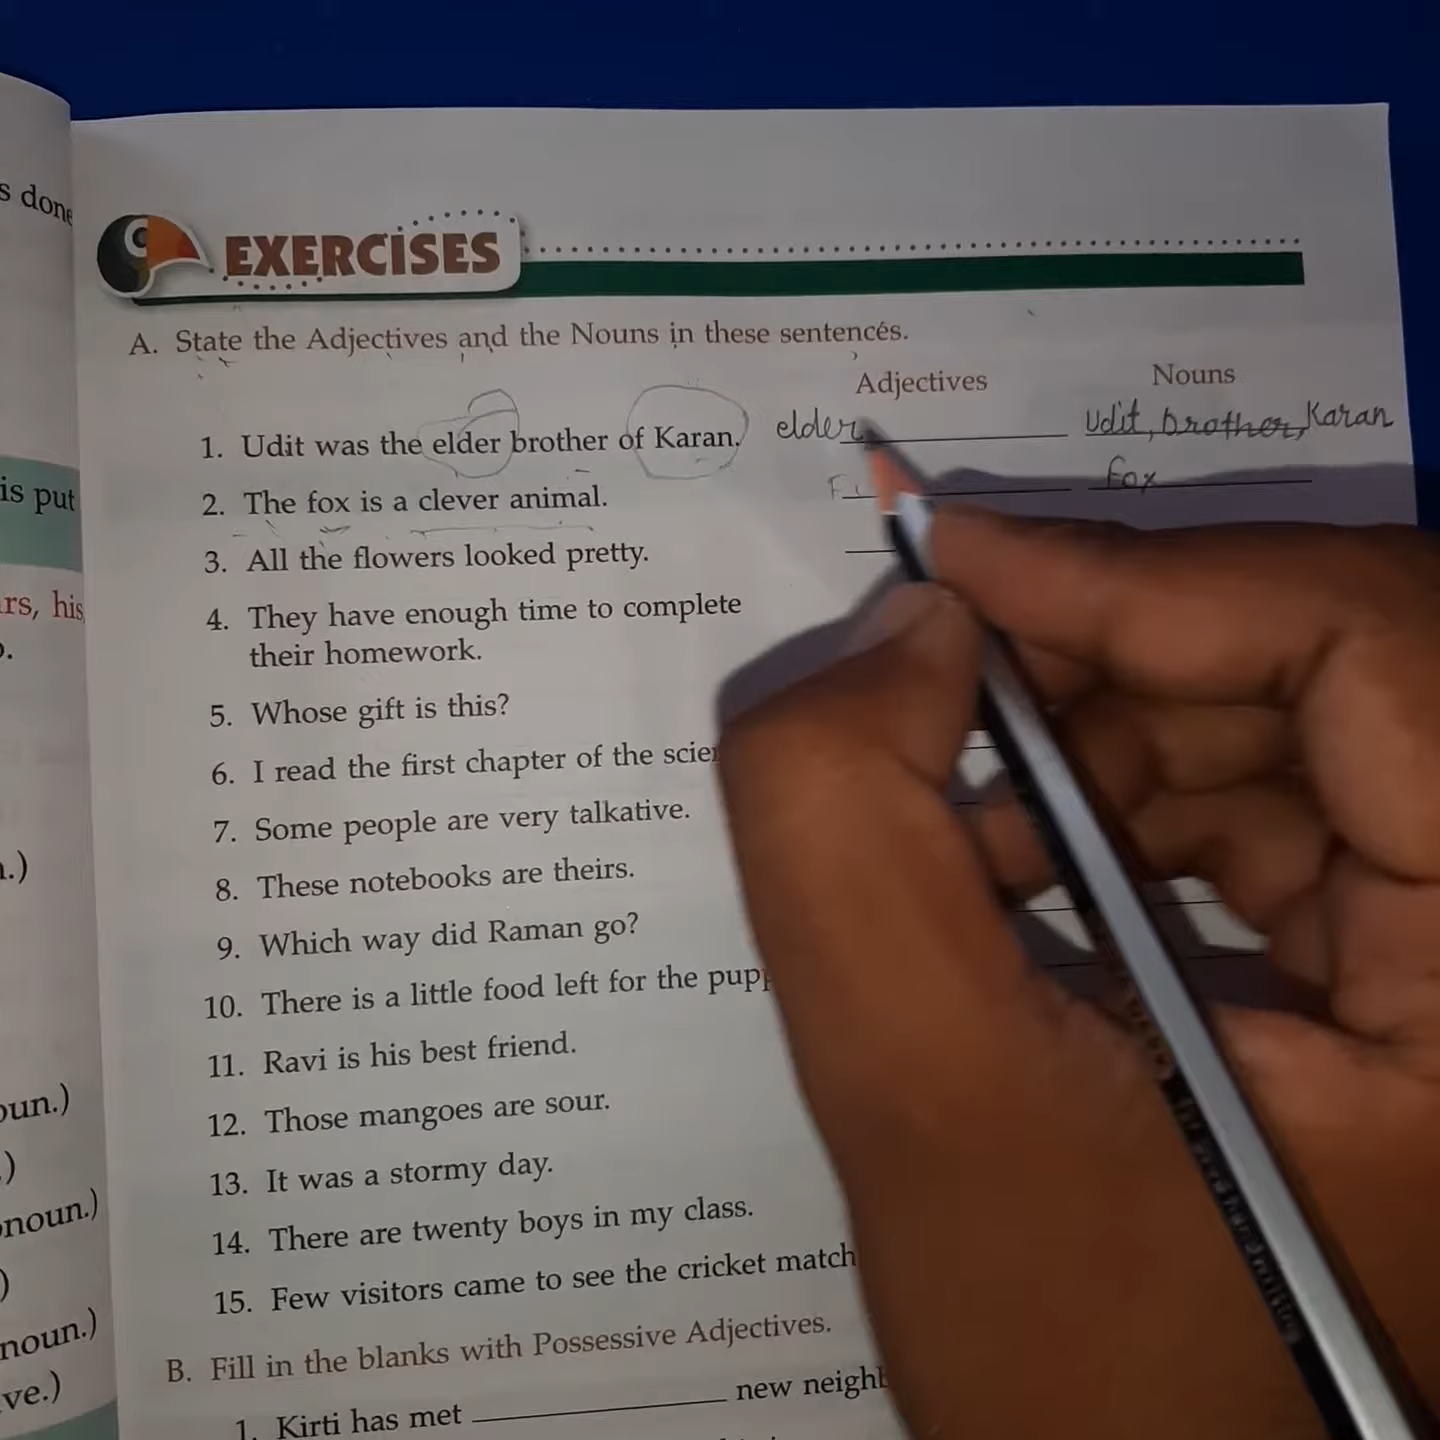 s done
is put
rs, his
EXERCISES
A. State the Adjectives and the Nouns in these sentences.
Adjectives Nouns
1. Udit was the elder brother of Karan. elder Udit, brother, Karan
2. The fox is a clever animal. fox
3. All the flowers looked pretty.
4. They have enough time to complete
their homework.
5. Whose gift is this?
6. I read the first chapter of the scien
7. Some people are very talkative.
8. These notebooks are theirs.
9. Which way did Raman go?
10. There is a little food left for the pupp
11. Ravi is his best friend.
12. Those mangoes are sour.
13. It was a stormy day.
14. There are twenty boys in my class.
15. Few visitors came to see the cricket match
B. Fill in the blanks with Possessive Adjectives.
1. Kirti has met ____ new neighb
oun.)
noun.)
noun.)
ve.)